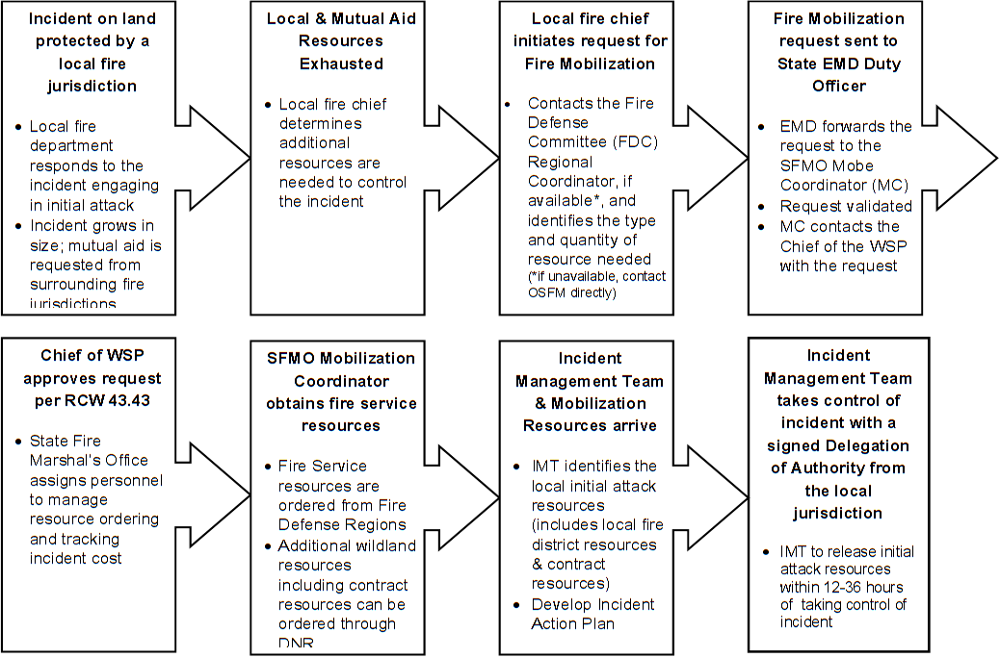 Incident on land
protected by a
local fire
jurisdiction
• Local fire
department
responds to the
incident engaging
in initial attack
• Incident grows in
size; mutual aid is
requested from
surrounding fire
jurisdictions
Local & Mutual Aid
Resources
Exhausted
• Local fire chief
determines
additional
resources are
needed to control
the incident
Local fire chief
initiates request for
Fire Mobilization
• Contacts the Fire
Defense
Committee (FDC)
Regional
Coordinator, if
available*, and
identifies the type
and quantity of
resource needed
(*if unavailable, contact
OSFM directly)
Fire Mobilization
request sent to
State EMD Duty
Officer
• EMD forwards the
request to the
SFMO Mobe
Coordinator (MC)
• Request validated
• MC contacts the
Chief of the WSP
with the request
Chief of WSP
approves request
per RCW 43.43
• State Fire
Marshal's Office
assigns personnel
to manage
resource ordering
and tracking
incident cost
SFMO Mobilization
Coordinator
obtains fire service
resources
• Fire Service
resources are
ordered from Fire
Defense Regions
• Additional wildland
resources
including contract
resources can be
ordered through
DNR
Incident
Management Team
& Mobilization
Resources arrive
• IMT identifies the
local initial attack
resources
(includes local fire
district resources
& contract
resources)
• Develop Incident
Action Plan
Incident
Management Team
takes control of
incident with a
signed Delegation
of Authority from
the local
jurisdiction
• IMT to release initial
attack resources
within 12-36 hours
of taking control of
incident